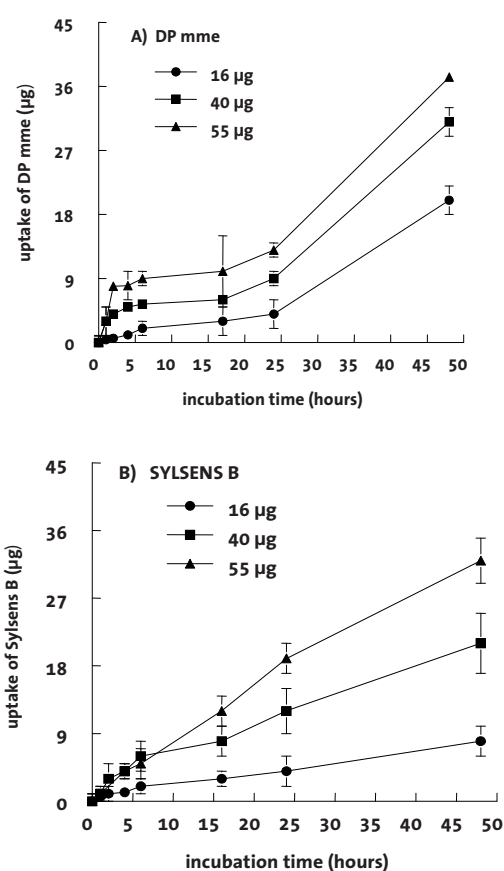 45
A) DP mme
16 µg
36
40 µg
55 µg
27
18
9
0
uptake of DP mme (µg)
0 5 10 15 20 25 30 35 40 45 50
incubation time (hours)
45
B) SYLSENS B
16 µg
36
40 µg
55 µg
27
18
9
0
uptake of Sylsens B (µg)
0 5 10 15 20 25 30 35 40 45 50
incubation time (hours)